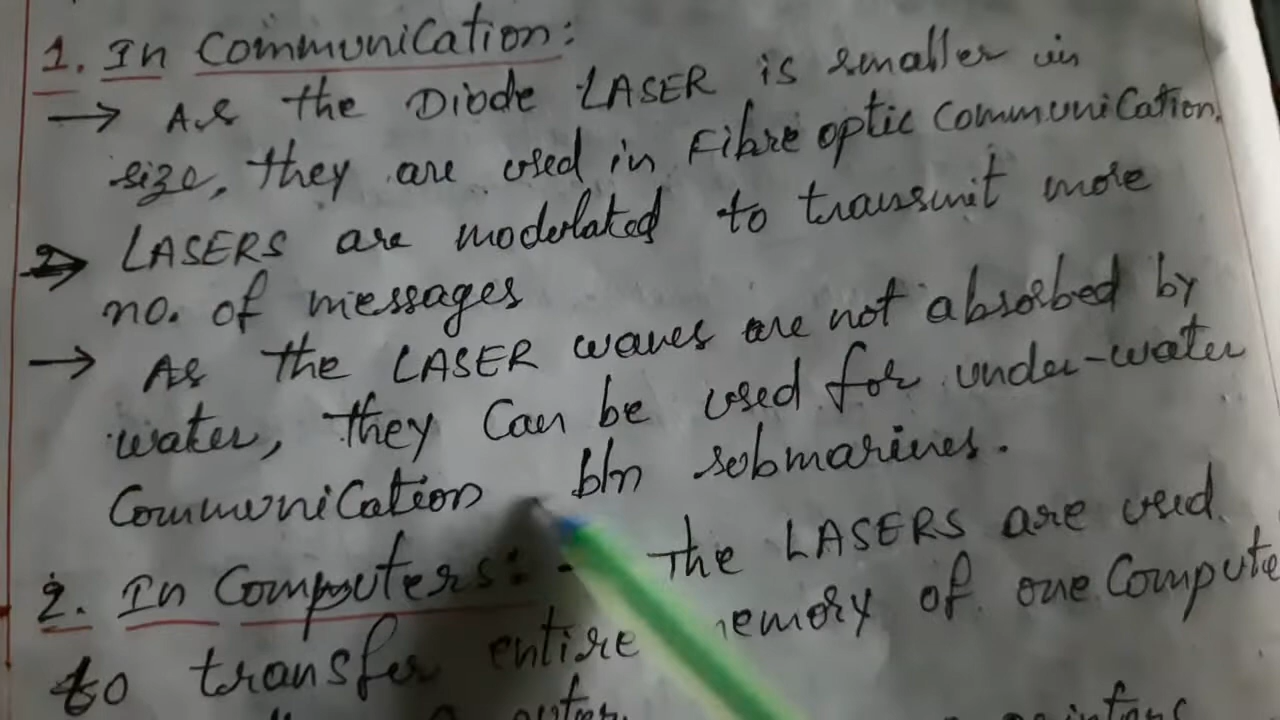 1. In Communication:
→ As the Diode LASER is smaller in
size, they are used in Fibre optic Communication.
→ LASERS are modulated to transmit more
no. of messages
→ As the LASER waves are not absorbed by
water, they Can be used for under-water
Communication b/n submarines.
2. In Computers: - The LASERS are used
to transfer entire memory of one Compute